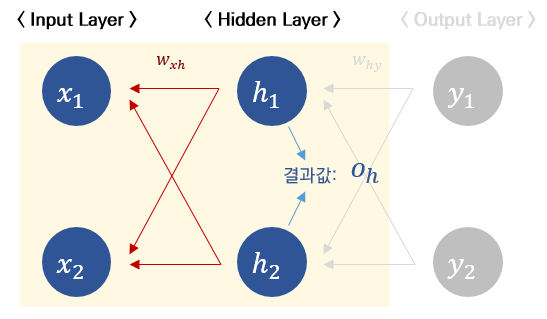 〈 Input Layer 〉 〈 Hidden Layer 〉 〈 Output Layer 〉
w_{xh} w_{hy}
x_1 h_1 y_1
결과값: o_h
x_2 h_2 y_2